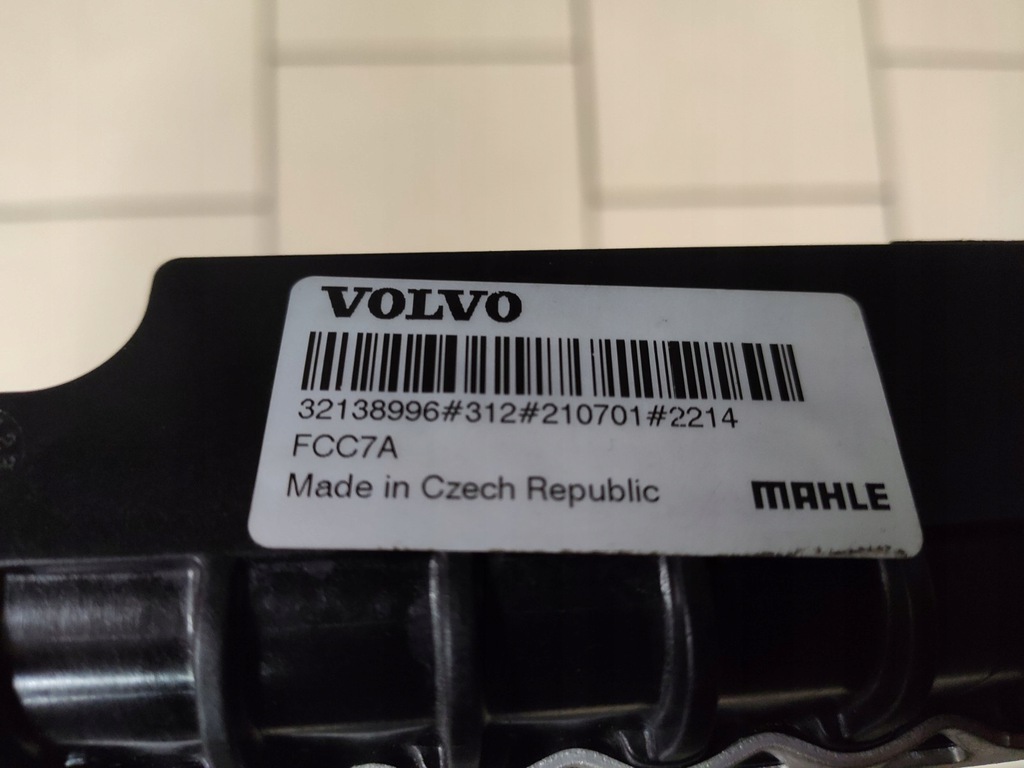 VOLVO
32138996#312#210701#2214
FCC7A
Made in Czech Republic
MAHLE